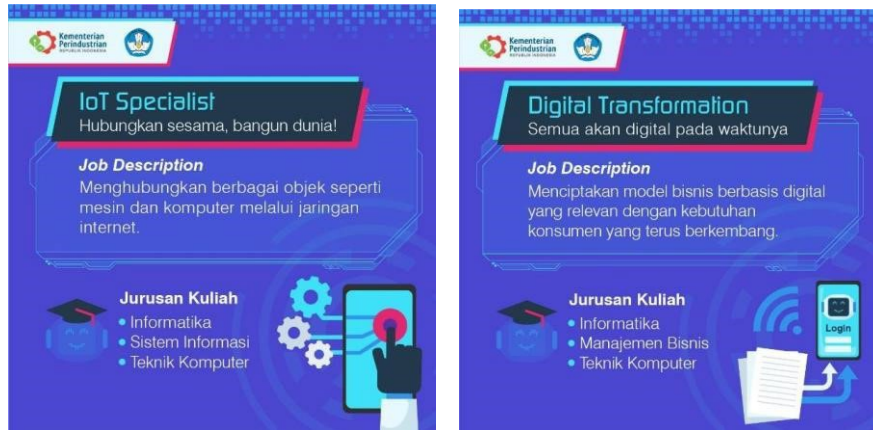 Kementerian
Perindustrian
REPUBLIK INDONESIA
IoT Specialist
Hubungkan sesama, bangun dunia!
Job Description
Menghubungkan berbagai objek seperti
mesin dan komputer melalui jaringan
internet.
Jurusan Kuliah
• Informatika
• Sistem Informasi
• Teknik Komputer
Kementerian
Perindustrian
REPUBLIK INDONESIA
Digital Transformation
Semua akan digital pada waktunya
Job Description
Menciptakan model bisnis berbasis digital
yang relevan dengan kebutuhan
konsumen yang terus berkembang.
Jurusan Kuliah
• Informatika
• Manajemen Bisnis
• Teknik Komputer
Login